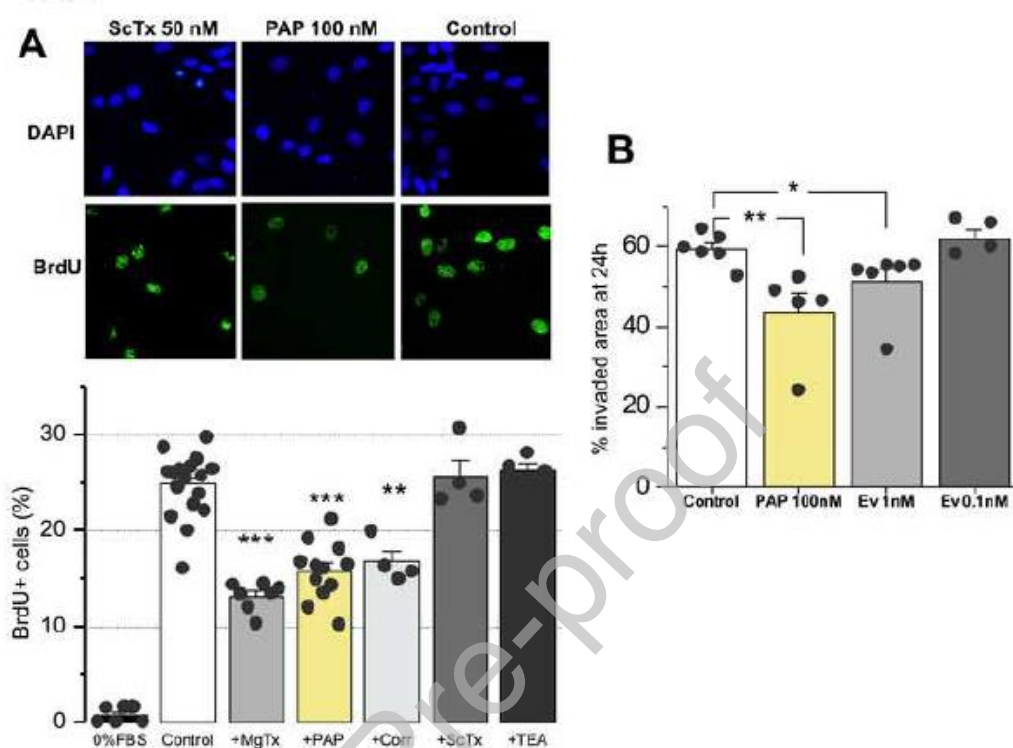 A
ScTx 50 nM PAP 100 nM Control
DAPI
BrdU
BrdU+ cells (%)
30
20
10
0
*** *** **
0%FBS Control +MgTx +PAP +Corr +ScTx +TEA
B
% invaded area at 24h
60
40
20
0
*
**
Control PAP 100nM Ev 1nM Ev 0.1nM
Pre-proof